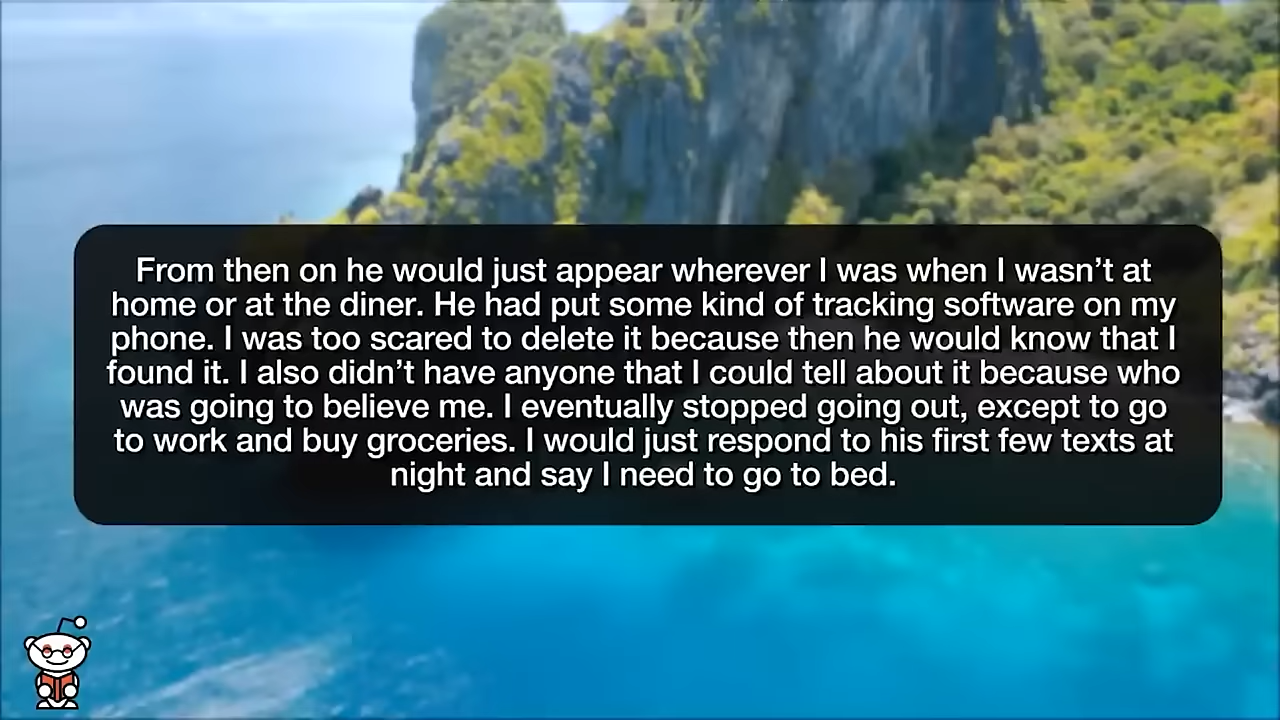 From then on he would just appear wherever I was when I wasn’t at
home or at the diner. He had put some kind of tracking software on my
phone. I was too scared to delete it because then he would know that I
found it. I also didn’t have anyone that I could tell about it because who
was going to believe me. I eventually stopped going out, except to go
to work and buy groceries. I would just respond to his first few texts at
night and say I need to go to bed.